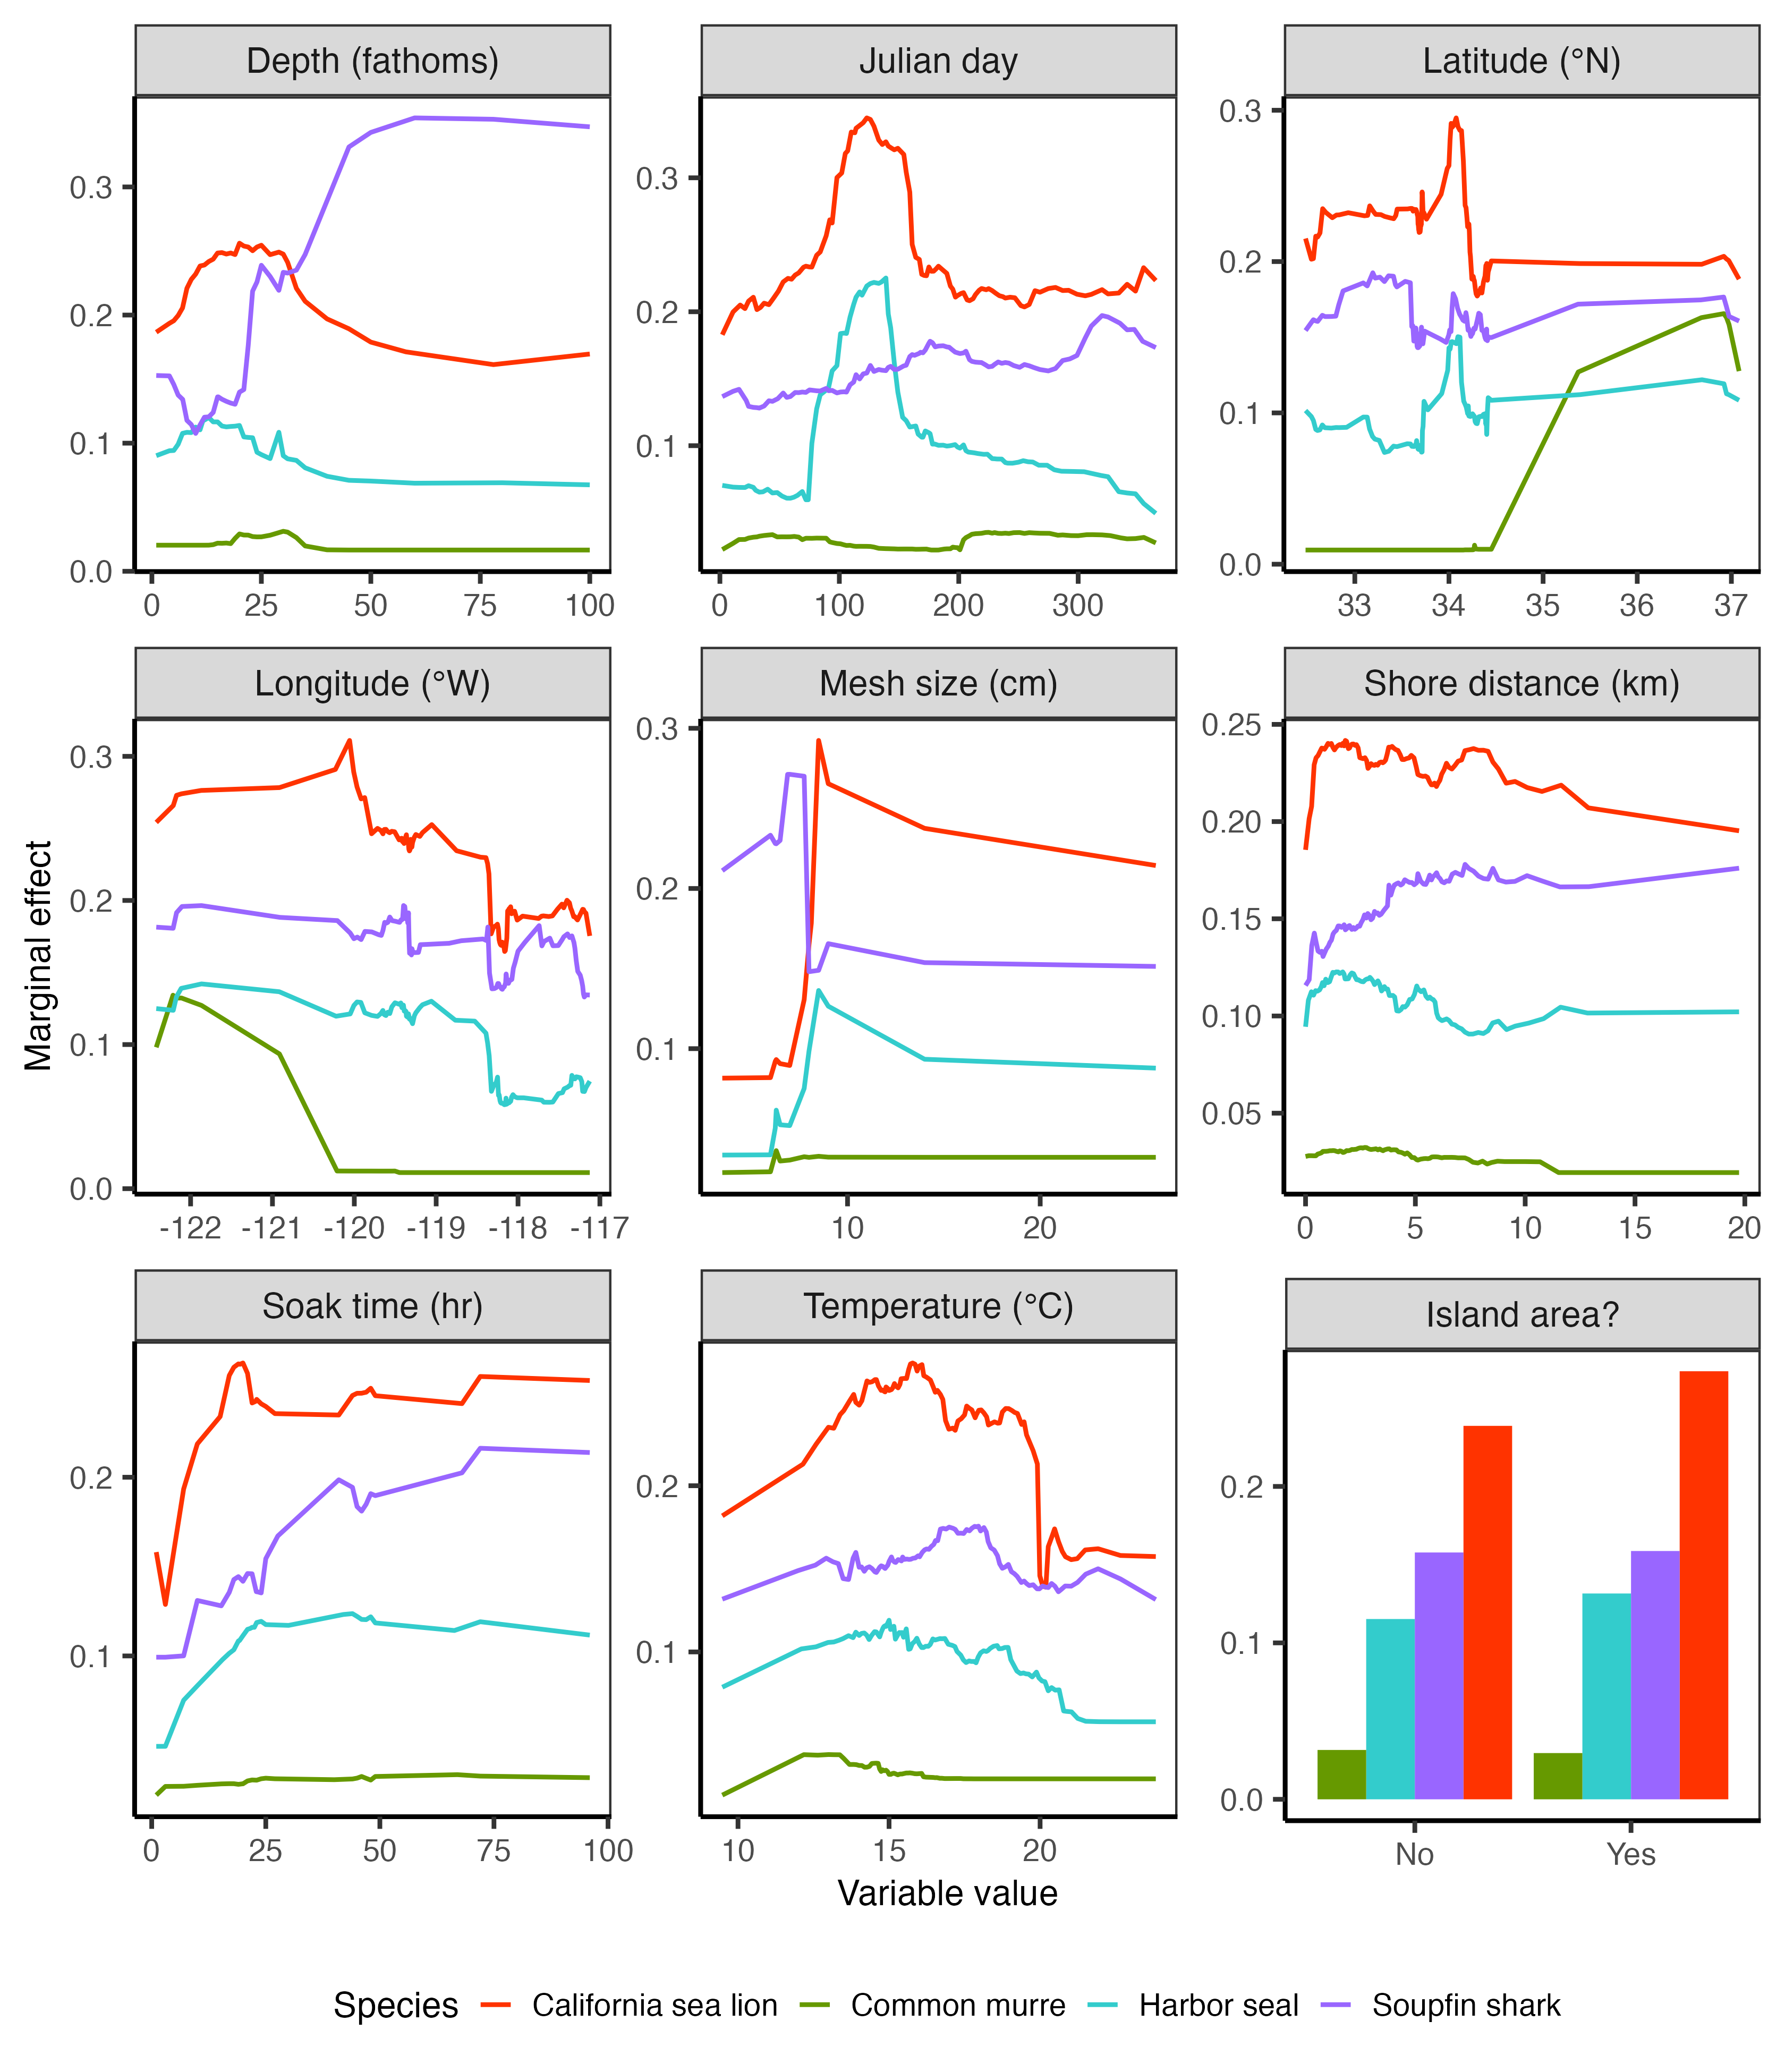 Depth (fathoms) Julian day Latitude (°N)
0.3 0.3 0.3
0.2 0.2 0.2
0.1 0.1 0.1
0.0 0.0
0 25 50 75 100 0 100 200 300 33 34 35 36 37
Longitude (°W) Mesh size (cm) Shore distance (km)
0.3 0.3 0.25
0.2 0.2 0.20
0.15
0.1 0.1 0.10
0.05
0.0
-122 -121 -120 -119 -118 -117 10 20 0 5 10 15 20
Marginal effect
Soak time (hr) Temperature (°C) Island area?
0.2 0.2 0.2
0.1 0.1 0.1
0.0
0 25 50 75 100 10 15 20 No Yes
Variable value
Species California sea lion Common murre Harbor seal Soupfin shark